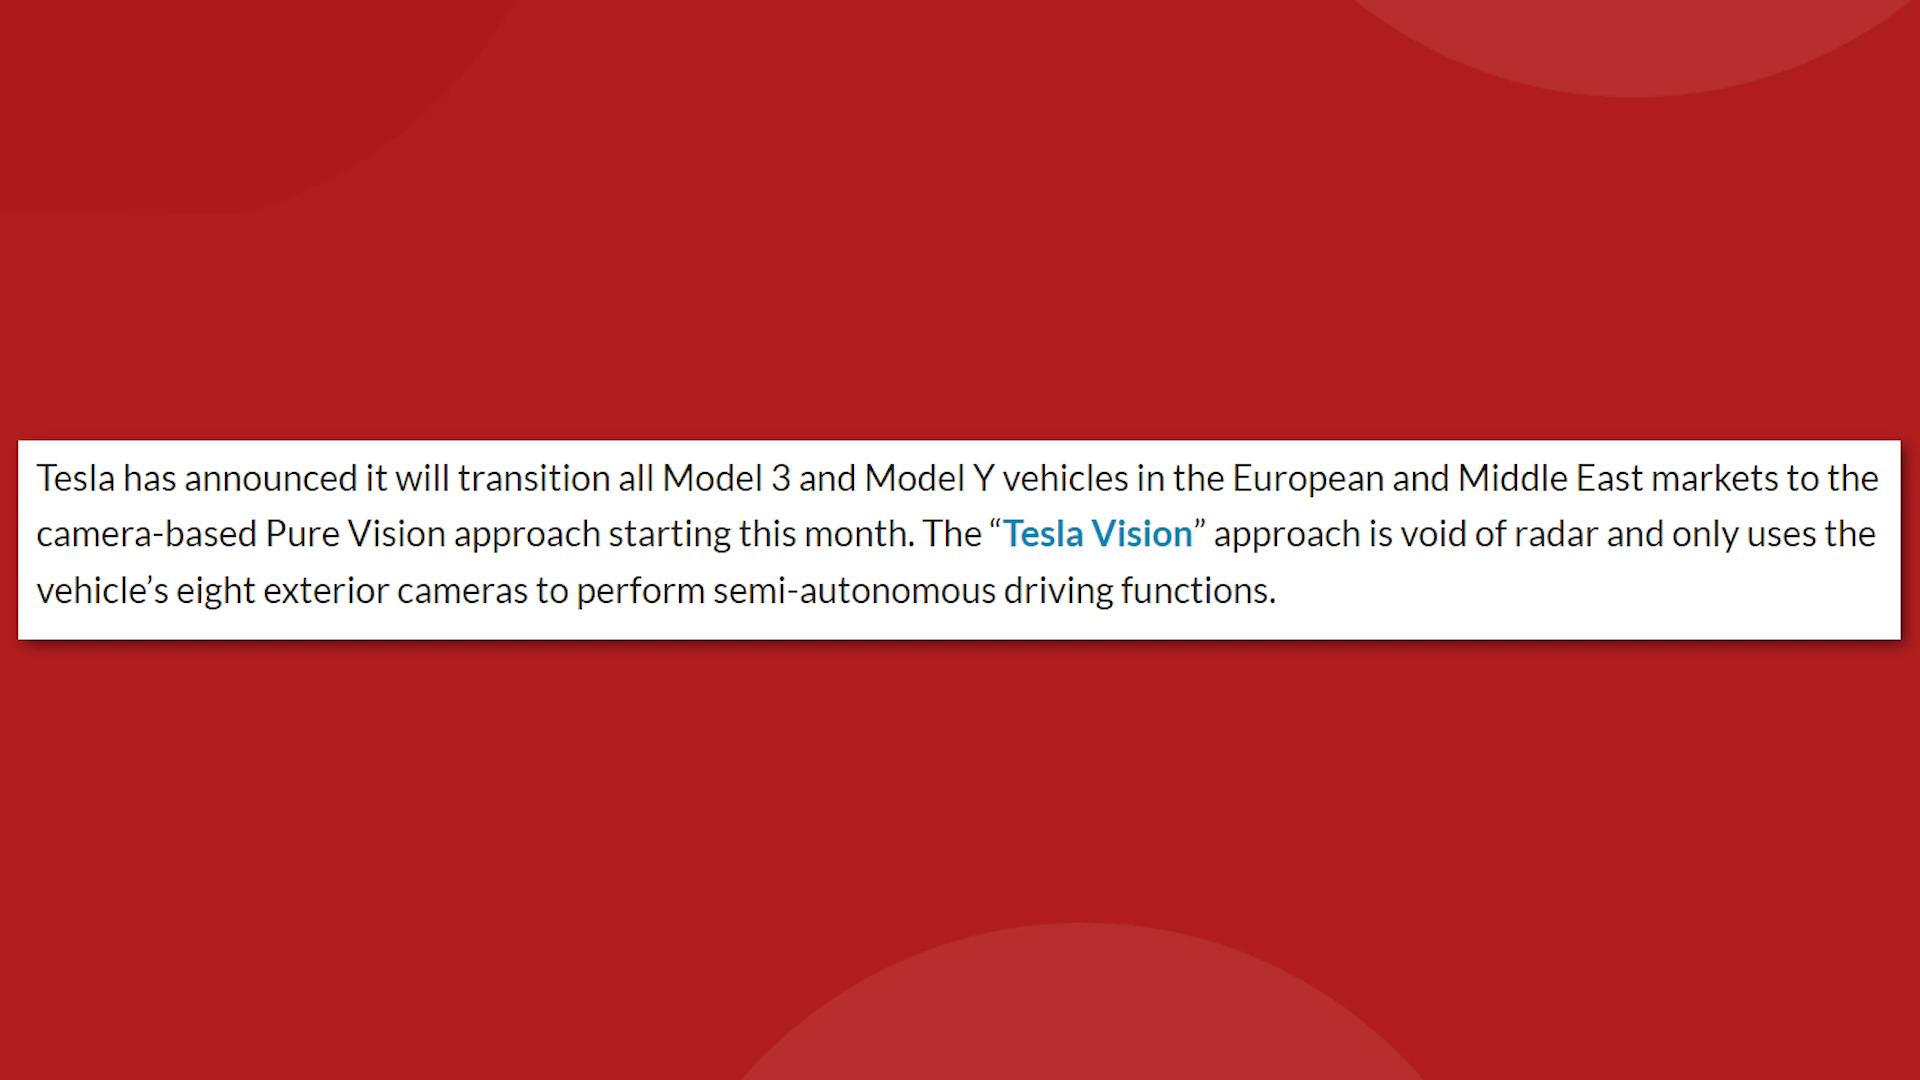 Tesla has announced it will transition all Model 3 and Model Y vehicles in the European and Middle East markets to the
camera-based Pure Vision approach starting this month. The “Tesla Vision” approach is void of radar and only uses the
vehicle’s eight exterior cameras to perform semi-autonomous driving functions.